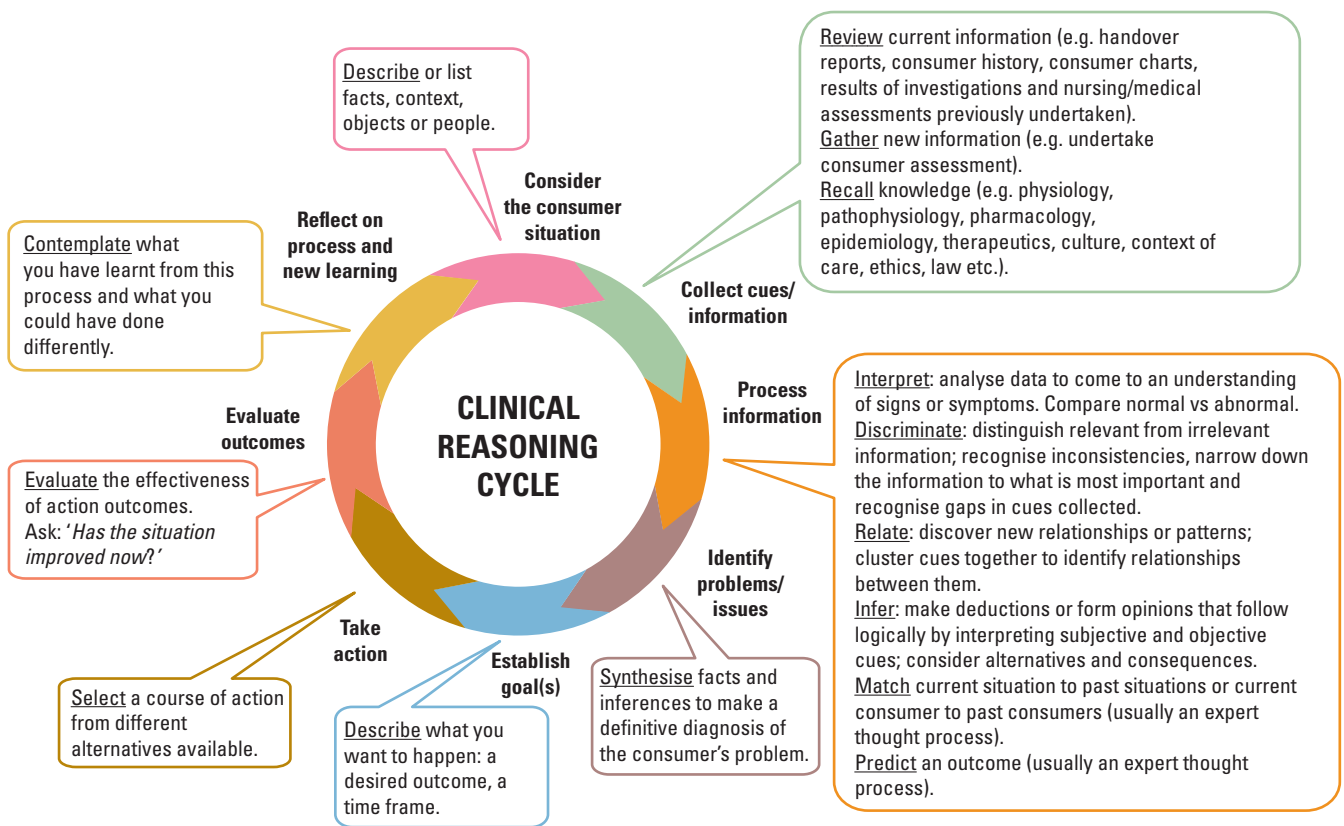 CLINICAL
REASONING
CYCLE
Consider
the consumer
situation
Describe or list
facts, context,
objects or people.
Collect cues/
information
Review current information (e.g. handover
reports, consumer history, consumer charts,
results of investigations and nursing/medical
assessments previously undertaken).
Gather new information (e.g. undertake
consumer assessment).
Recall knowledge (e.g. physiology,
pathophysiology, pharmacology,
epidemiology, therapeutics, culture, context of
care, ethics, law etc.).
Process
information
Interpret: analyse data to come to an understanding
of signs or symptoms. Compare normal vs abnormal.
Discriminate: distinguish relevant from irrelevant
information; recognise inconsistencies, narrow down
the information to what is most important and
recognise gaps in cues collected.
Relate: discover new relationships or patterns;
cluster cues together to identify relationships
between them.
Infer: make deductions or form opinions that follow
logically by interpreting subjective and objective
cues; consider alternatives and consequences.
Match current situation to past situations or current
consumer to past consumers (usually an expert
thought process).
Predict an outcome (usually an expert thought
process).
Identify
problems/
issues
Synthesise facts and
inferences to make a
definitive diagnosis of
the consumer's problem.
Establish
goal(s)
Describe what you
want to happen: a
desired outcome, a
time frame.
Take
action
Select a course of action
from different
alternatives available.
Evaluate
outcomes
Evaluate the effectiveness
of action outcomes.
Ask: 'Has the situation
improved now?'
Reflect on
process and
new learning
Contemplate what
you have learnt from this
process and what you
could have done
differently.